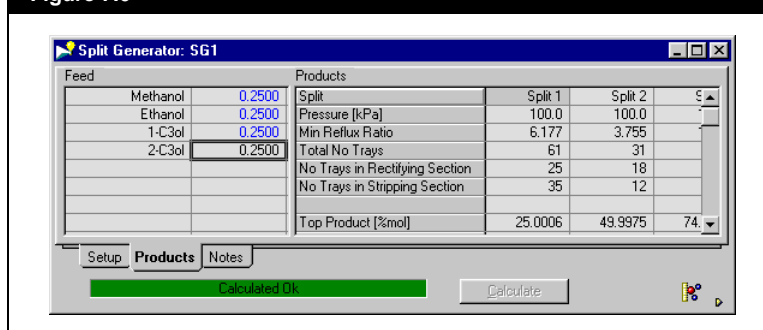 Split Generator: SG1
Feed Products
Methanol 0.2500 Split Split 1 Split 2
Ethanol 0.2500 Pressure [kPa] 100.0 100.0
1-C3ol 0.2500 Min Reflux Ratio 6.177 3.755
2-C3ol 0.2500 Total No Trays 61 31
No Trays in Rectifying Section 25 18
No Trays in Stripping Section 35 12
Top Product [%mol] 25.0006 49.9975 74.
Setup Products Notes
Calculated Ok Calculate